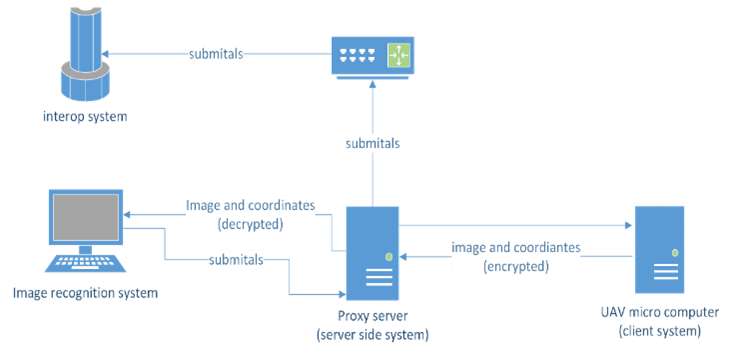 submitals
interop system
submitals
Image and coordinates
(decrypted)
submitals
image and coordiantes
(encrypted)
Image recognition system
Proxy server
(server side system)
UAV micro computer
(client system)